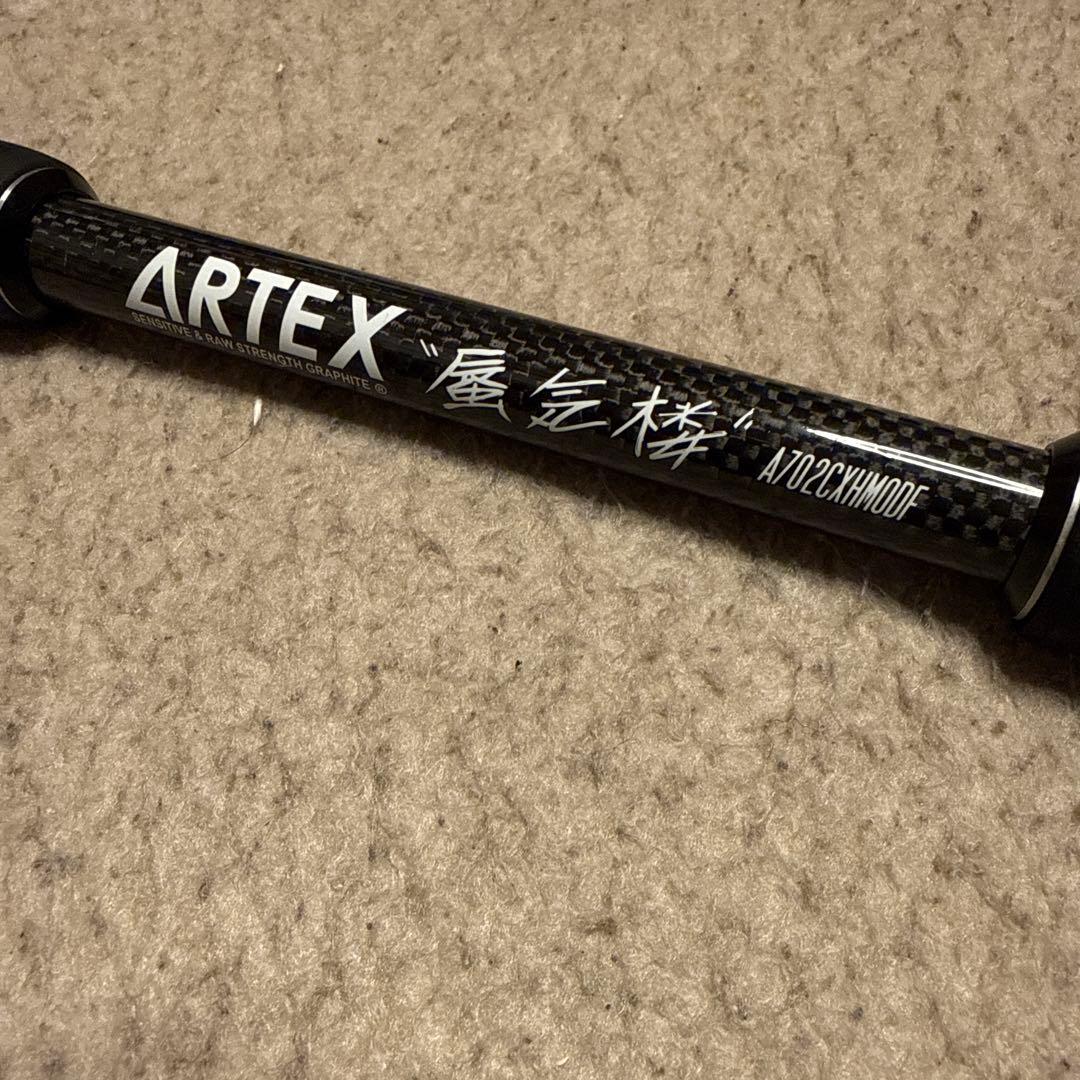 ARTEX
SENSITIVE & RAW STRENGTH GRAPHITE ®
"蜃気楼"
A702CXHMODF